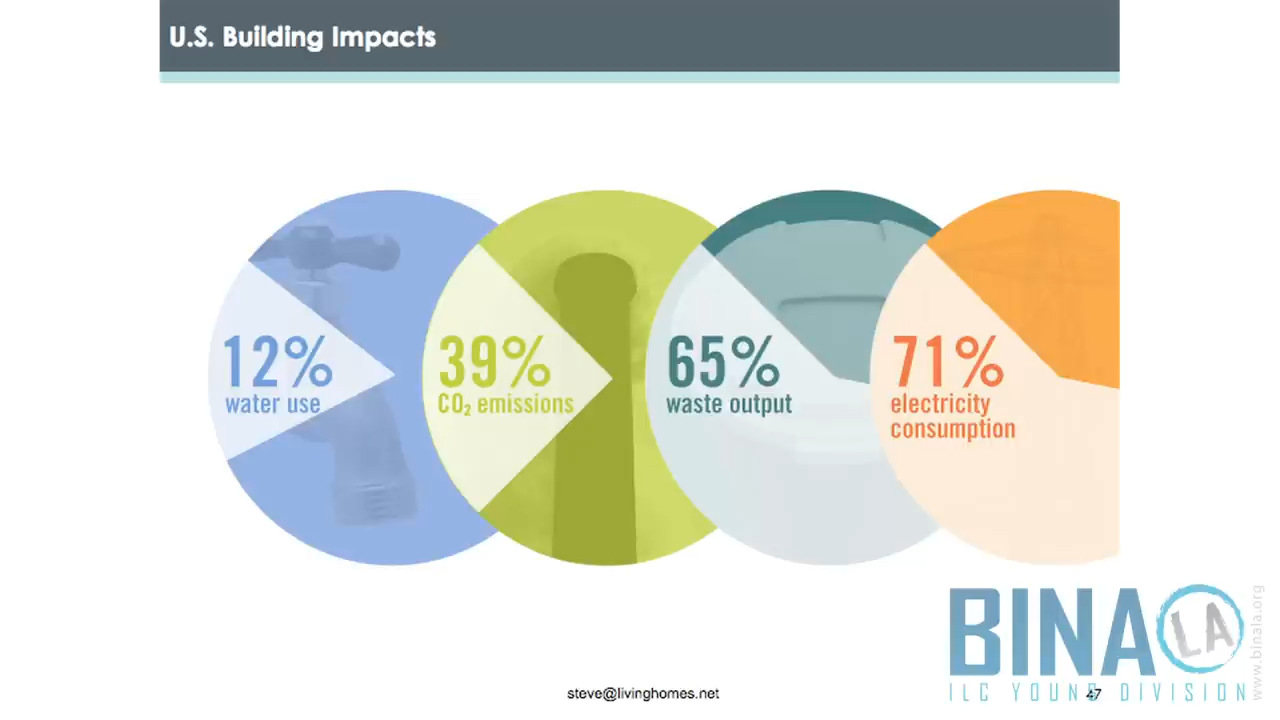 U.S. Building Impacts
12%
water use
39%
CO₂ emissions
65%
waste output
71%
electricity
consumption
BINA LA
ILC YOUNG DIVISION
www.binala.org
steve@livinghomes.net
47